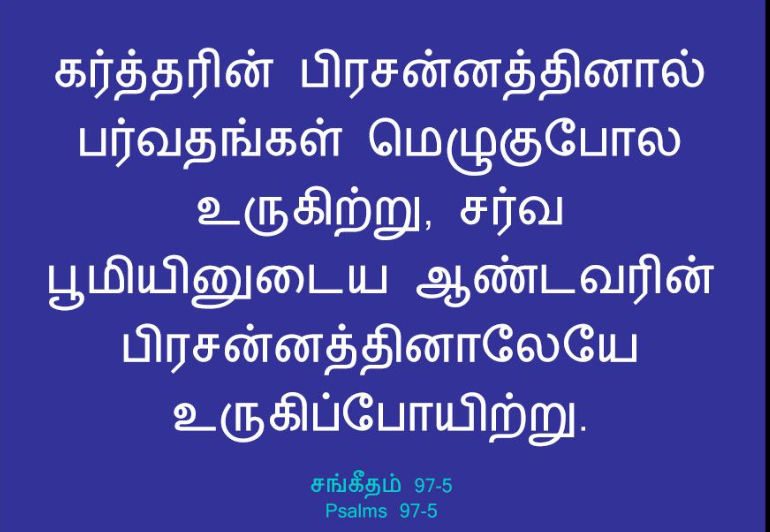 கர்த்தரின் பிரசன்னத்தினால்
பர்வதங்கள் மெழுகுபோல
உருகிற்று, சர்வ
பூமியினுடைய ஆண்டவரின்
பிரசன்னத்தினாலேயே
உருகிப்போயிற்று.
சங்கீதம் 97-5
Psalms 97-5